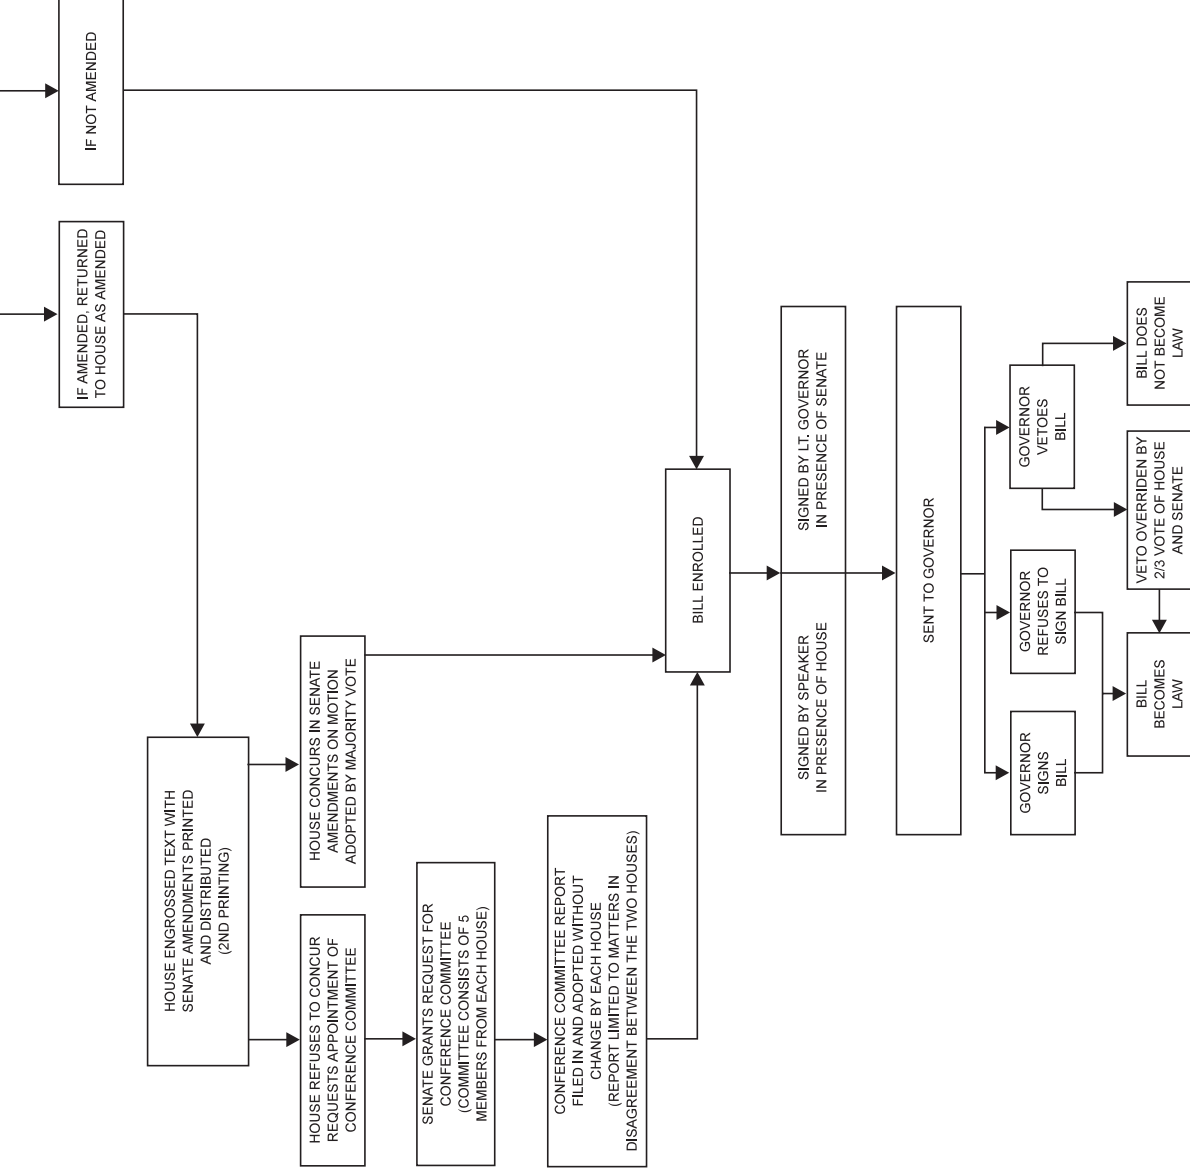 IF NOT AMENDED
IF AMENDED, RETURNED
TO HOUSE AS AMENDED
HOUSE ENGROSSED TEXT WITH
SENATE AMENDMENTS PRINTED
AND DISTRIBUTED
(2ND PRINTING)
HOUSE CONCURS IN SENATE
AMENDMENTS ON MOTION
ADOPTED BY MAJORITY VOTE
HOUSE REFUSES TO CONCUR
REQUESTS APPOINTMENT OF
CONFERENCE COMMITTEE
SENATE GRANTS REQUEST FOR
CONFERENCE COMMITTEE
(COMMITTEE CONSISTS OF 5
MEMBERS FROM EACH HOUSE)
CONFERENCE COMMITTEE REPORT
FILED IN AND ADOPTED WITHOUT
CHANGE BY EACH HOUSE
(REPORT LIMITED TO MATTERS IN
DISAGREEMENT BETWEEN THE TWO HOUSES)
BILL ENROLLED
SIGNED BY SPEAKER
IN PRESENCE OF HOUSE
SIGNED BY LT. GOVERNOR
IN PRESENCE OF SENATE
SENT TO GOVERNOR
GOVERNOR
SIGNS
BILL
GOVERNOR
REFUSES TO
SIGN BILL
GOVERNOR
VETOES
BILL
BILL
BECOMES
LAW
VETO OVERRIDEN BY
2/3 VOTE OF HOUSE
AND SENATE
BILL DOES
NOT BECOME
LAW